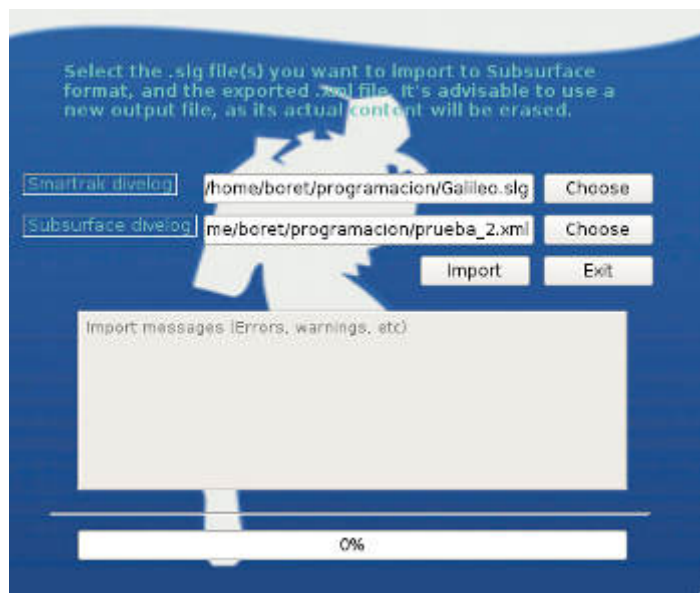 Select the .slg file(s) you want to import to Subsurface
format, and the exported .xml file. It's advisable to use a
new output file, as its actual content will be erased.
Smartrak divelog /home/boret/programacion/Galileo.slg Choose
Subsurface divelog me/boret/programacion/prueba_2.xml Choose
Import Exit
Import messages (Errors, warnings, etc)
0%